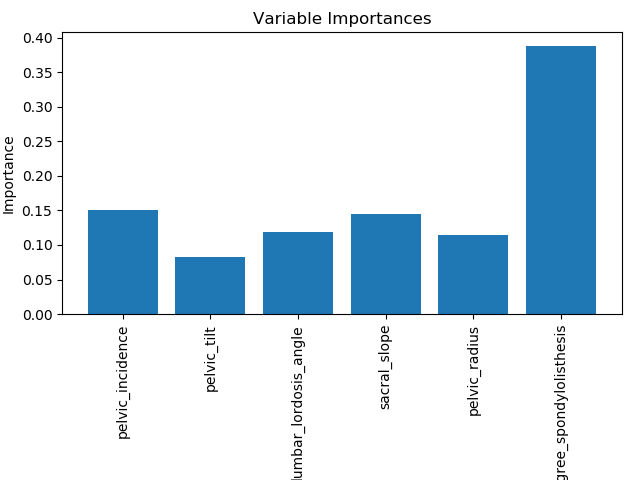 Variable Importances
Importance
0.40
0.35
0.30
0.25
0.20
0.15
0.10
0.05
0.00
pelvic_incidence
pelvic_tilt
lumbar_lordosis_angle
sacral_slope
pelvic_radius
gree_spondylolisthesis